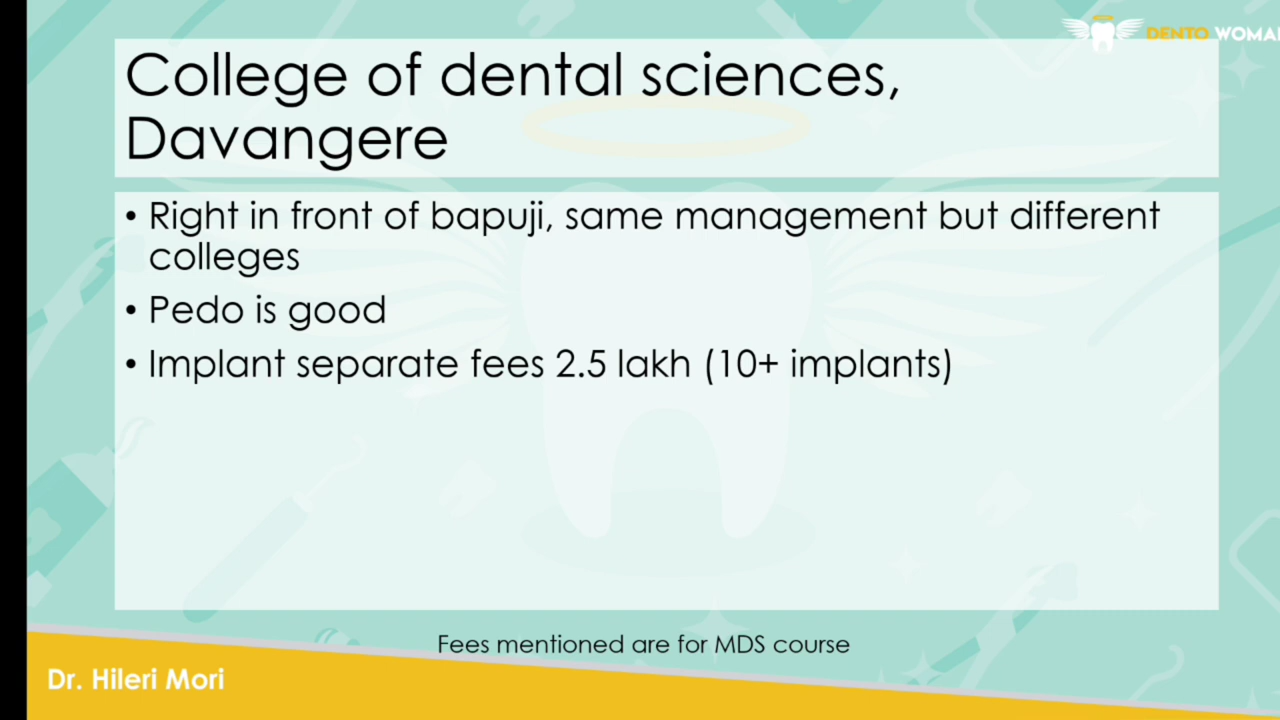 DENTO WOMA
College of dental sciences,
Davangere
• Right in front of bapuji, same management but different
colleges
• Pedo is good
• Implant separate fees 2.5 lakh (10+ implants)
Fees mentioned are for MDS course
Dr. Hileri Mori